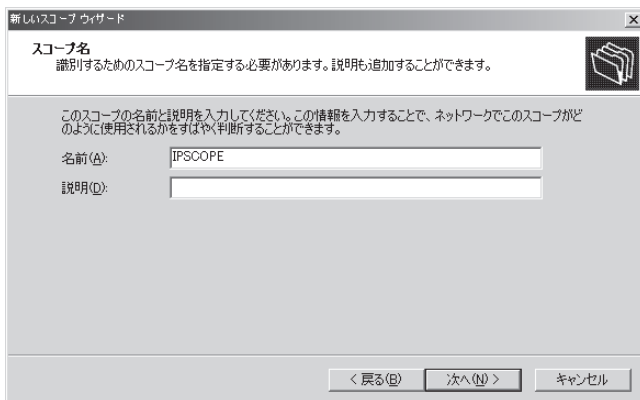 新しいスコープ ウィザード
スコープ名
識別するためのスコープ名を指定する必要があります。説明も追加することができます。
このスコープの名前と説明を入力してください。この情報を入力することで、ネットワークでこのスコープがど
のように使用されるかをすばやく判断することができます。
名前(A): IPSCOPE
説明(D):
< 戻る(B) 次へ(N) > キャンセル